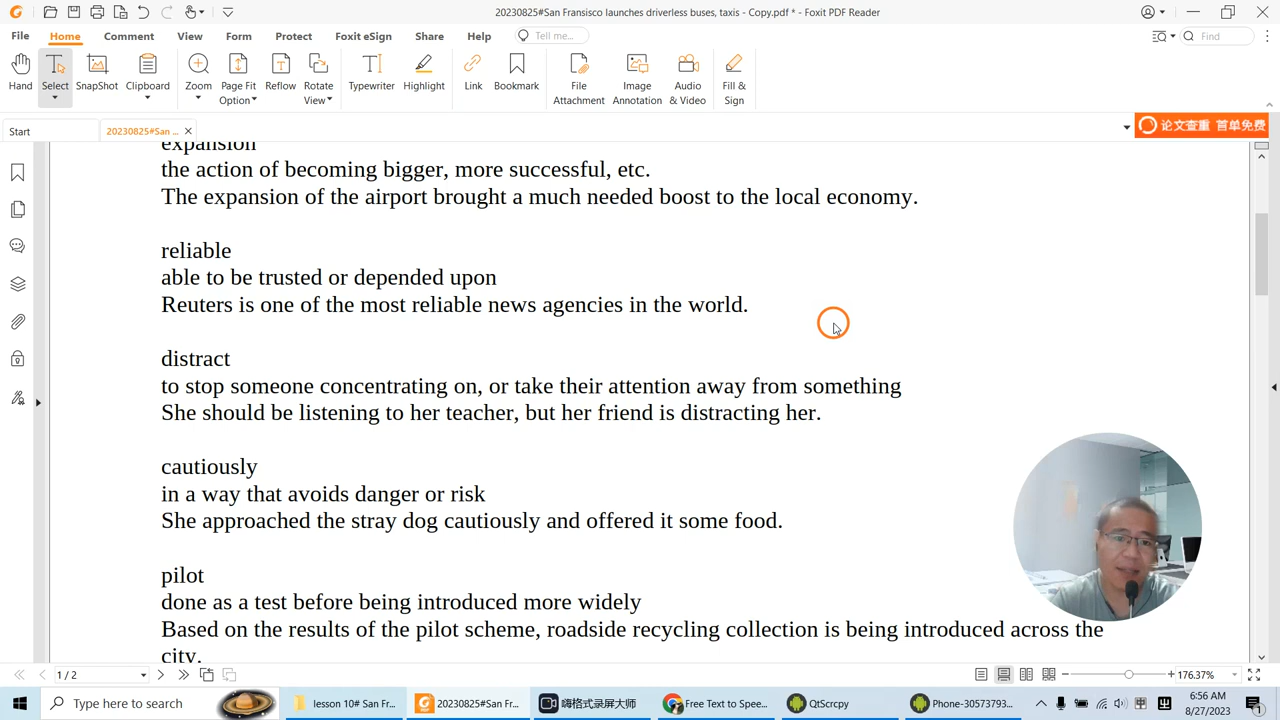 20230825#San Fransisco launches driverless buses, taxis - Copy.pdf * - Foxit PDF Reader
File Home Comment View Form Protect Foxit eSign Share Help Tell me... Find
Hand Select SnapShot Clipboard Zoom Page Fit Option Reflow Rotate View Typewriter Highlight Link Bookmark File Attachment Image Annotation Audio & Video Fill & Sign
Start 20230825#San ... 论文查重 首单免费
expansion
the action of becoming bigger, more successful, etc.
The expansion of the airport brought a much needed boost to the local economy.
reliable
able to be trusted or depended upon
Reuters is one of the most reliable news agencies in the world.
distract
to stop someone concentrating on, or take their attention away from something
She should be listening to her teacher, but her friend is distracting her.
cautiously
in a way that avoids danger or risk
She approached the stray dog cautiously and offered it some food.
pilot
done as a test before being introduced more widely
Based on the results of the pilot scheme, roadside recycling collection is being introduced across the
city.
1 / 2 176.37%
Type here to search lesson 10# San Fr... 20230825#San Fr... 嗨格式录屏大师 Free Text to Spee... QtScrcpy Phone-30573793... 6:56 AM
8/27/2023